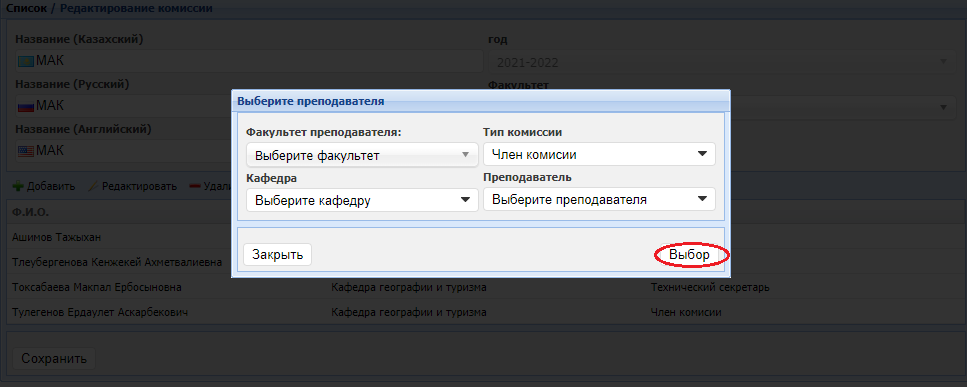 Список / Редактирование комиссии
Название (Казахский)
год
МАК
2021-2022
Название (Русский)
Факультет
МАК
Название (Английский)
МАК
Выберите преподавателя
Факультет преподавателя:
Тип комиссии
Выберите факультет
Член комисии
Кафедра
Преподаватель
Выберите кафедру
Выберите преподавателя
Закрыть
Выбор
Добавить Редактировать Удали
Ф.И.О.
Ашимов Тажыхан
Тлеубергенова Кенжекей Ахметвалиевна
Токсабаева Макпал Ербосыновна Кафедра географии и туризма Технический секретарь
Тулегенов Ердаулет Аскарбекович Кафедра географии и туризма Член комисии
Сохранить